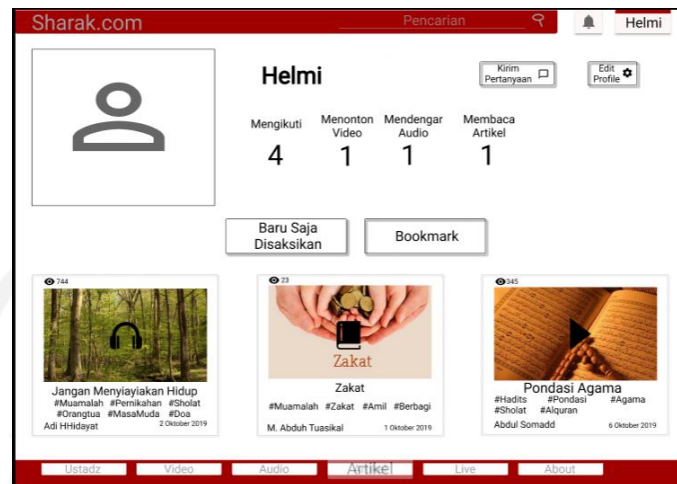 Sharak.com Pencarian Helmi
Helmi
Kirim
Pertanyaan
Edit
Profile
Mengikuti
4
Menonton
Video
1
Mendengar
Audio
1
Membaca
Artikel
1
Baru Saja
Disaksikan
Bookmark
744
Jangan Menyiayiakan Hidup
#Muamalah #Pernikahan #Sholat
#Orangtua #MasaMuda #Doa
Adi HHidayat 2 Oktober 2019
23
Zakat
Zakat
#Muamalah #Zakat #Amil #Berbagi
M. Abduh Tuasikal 1 Oktober 2019
345
Pondasi Agama
#Hadits #Pondasi #Agama
#Sholat #Alquran
Abdul Somadd 6 Oktober 2019
Ustadz Video Audio Artikel Live About